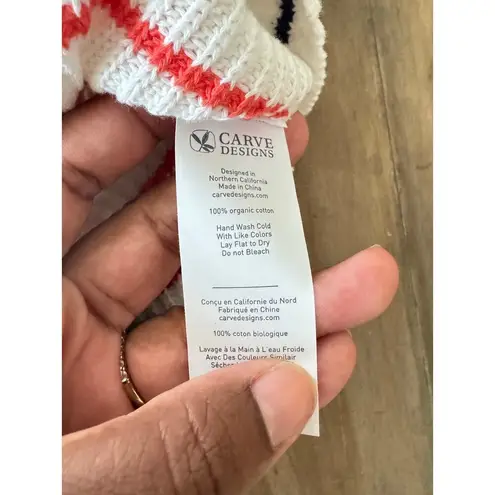 CARVE
DESIGNS
Designed in
Northern California
Made in China
carvedesigns.com
100% organic cotton
Hand Wash Cold
With Like Colors
Lay Flat to Dry
Do not Bleach
Conçu en Californie du Nord
Fabriqué en Chine
carvedesigns.com
100% coton biologique
Lavage à la Main à L'eau Froide
Avec Des Couleurs Similair
Sécher